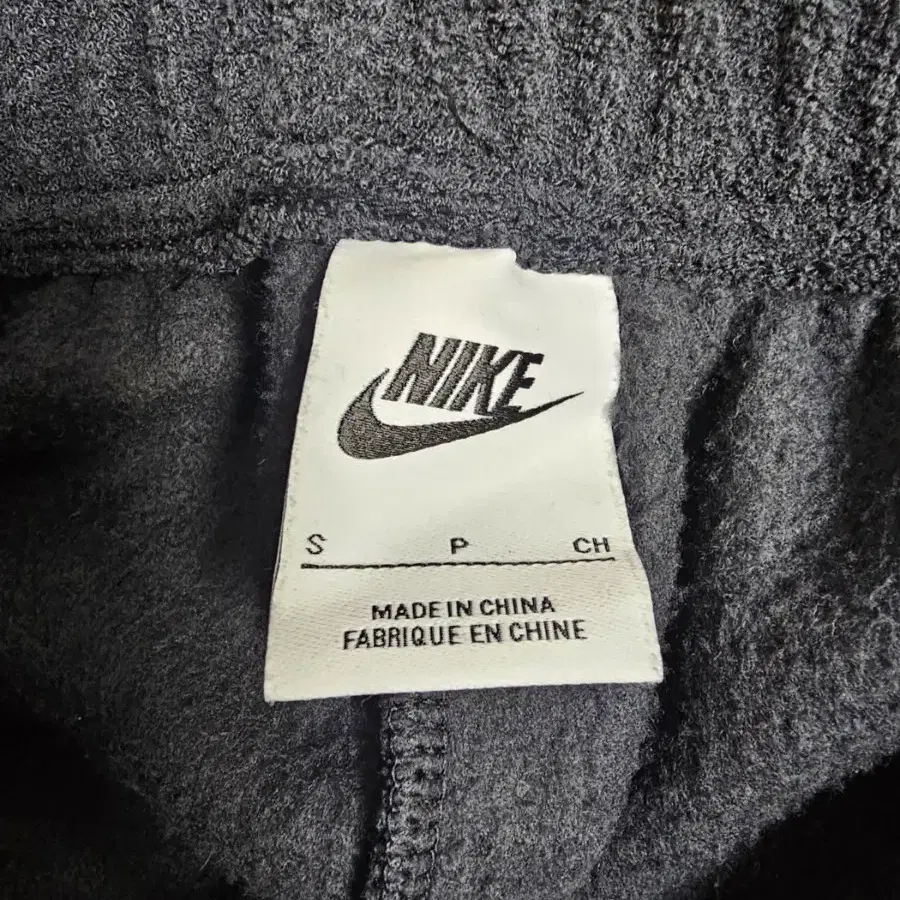 NIKE
S P CH
MADE IN CHINA
FABRIQUE EN CHINE